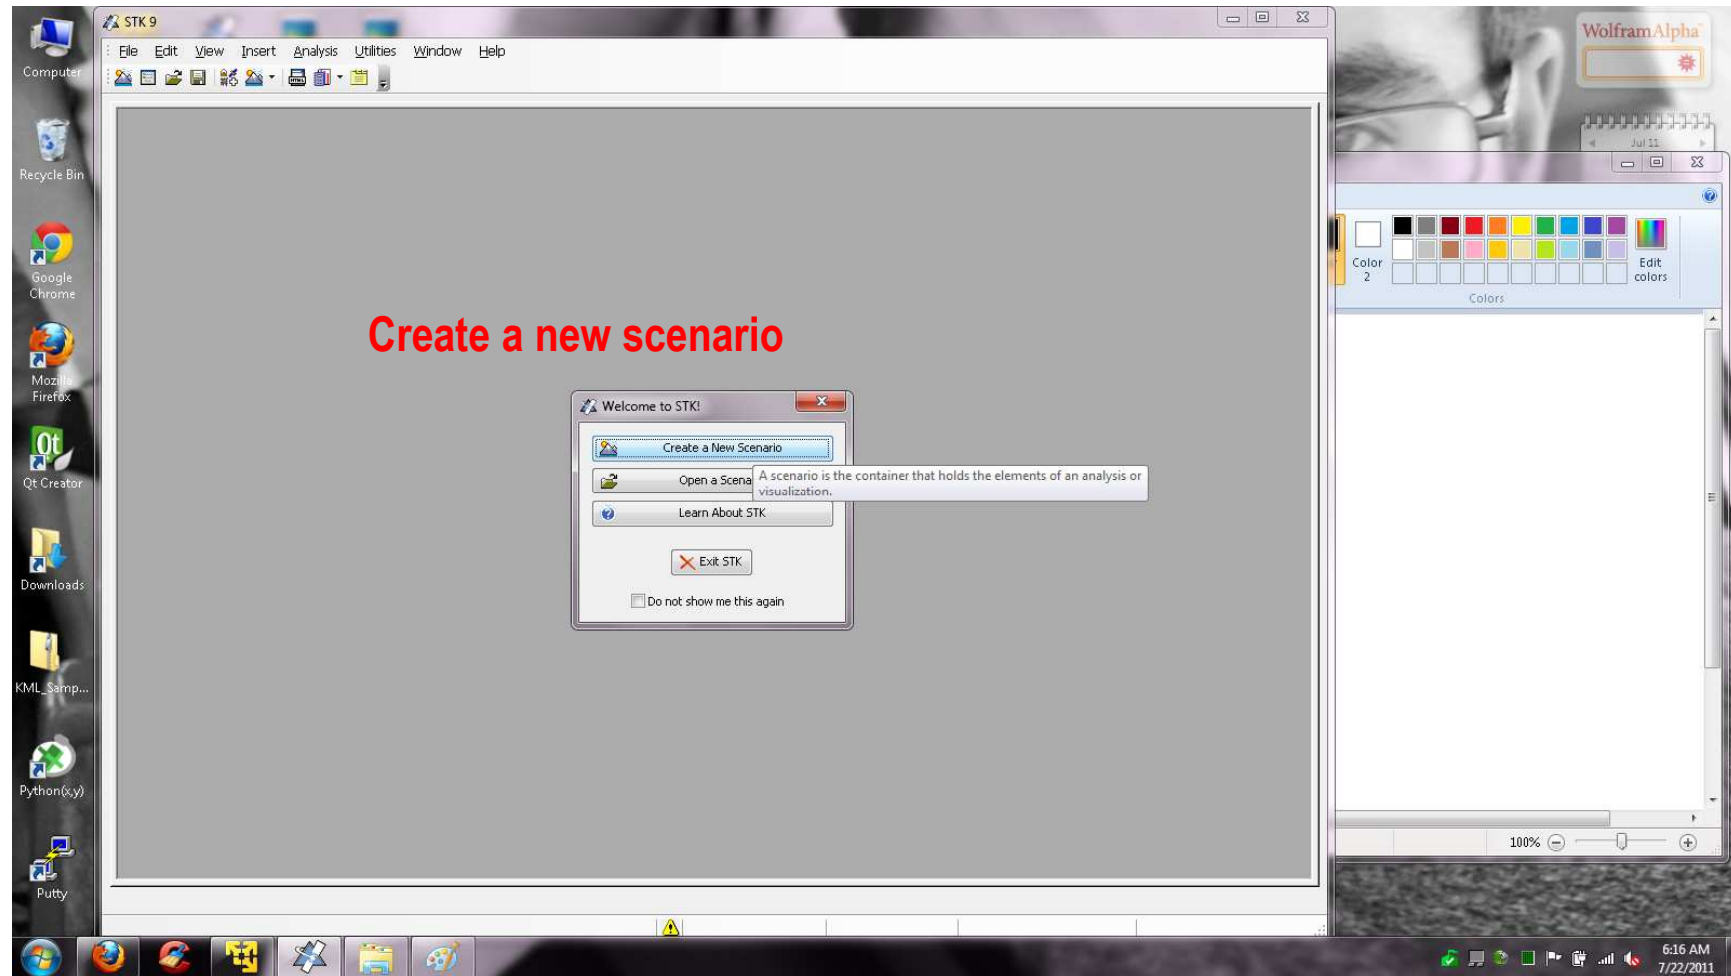 STK 9
File Edit View Insert Analysis Utilities Window Help
Create a new scenario
Welcome to STK!
Create a New Scenario
Open a Scena
A scenario is the container that holds the elements of an analysis or
visualization.
Learn About STK
Exit STK
Do not show me this again
Computer
Recycle Bin
Google
Chrome
Mozilla
Firefox
Qt
Qt Creator
Downloads
KML_Samp...
Python(x,y)
Putty
WolframAlpha
Jul 11
Color
2
Edit
colors
Colors
100%
6:16 AM
7/22/2011